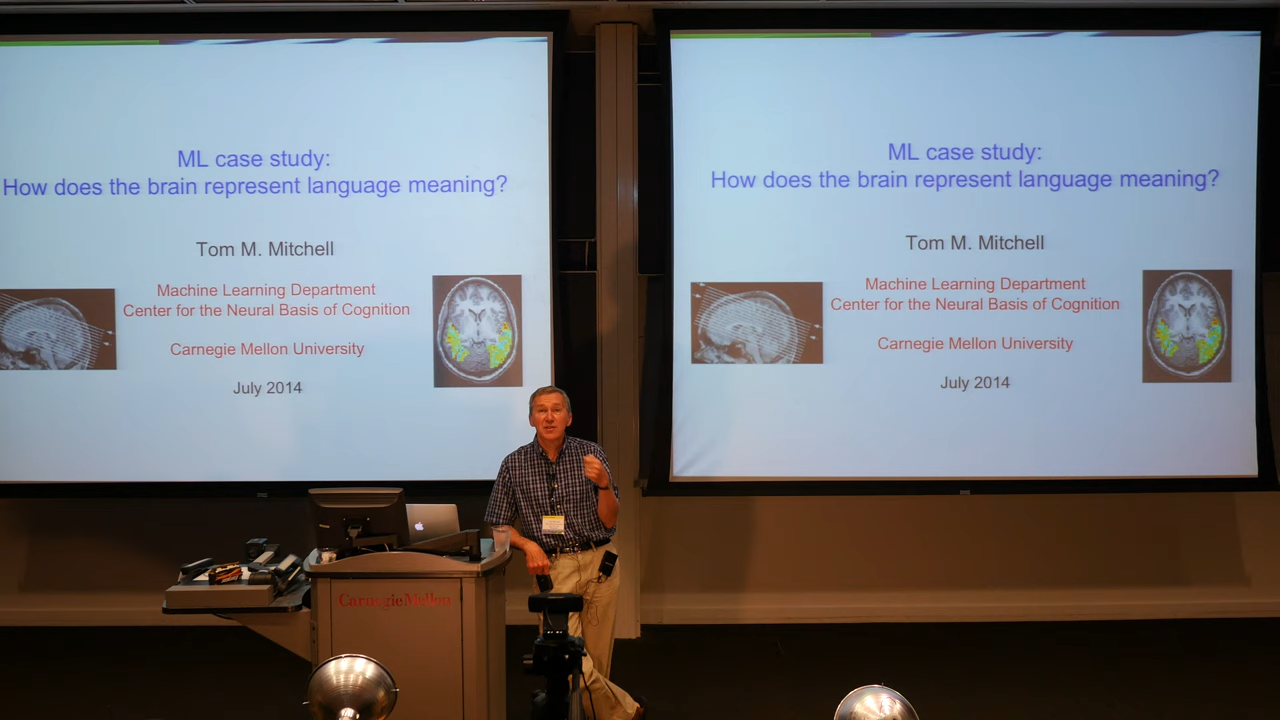 ML case study:
How does the brain represent language meaning?
Tom M. Mitchell
Machine Learning Department
Center for the Neural Basis of Cognition
Carnegie Mellon University
July 2014
ML case study:
How does the brain represent language meaning?
Tom M. Mitchell
Machine Learning Department
Center for the Neural Basis of Cognition
Carnegie Mellon University
July 2014
Carnegie Mellon